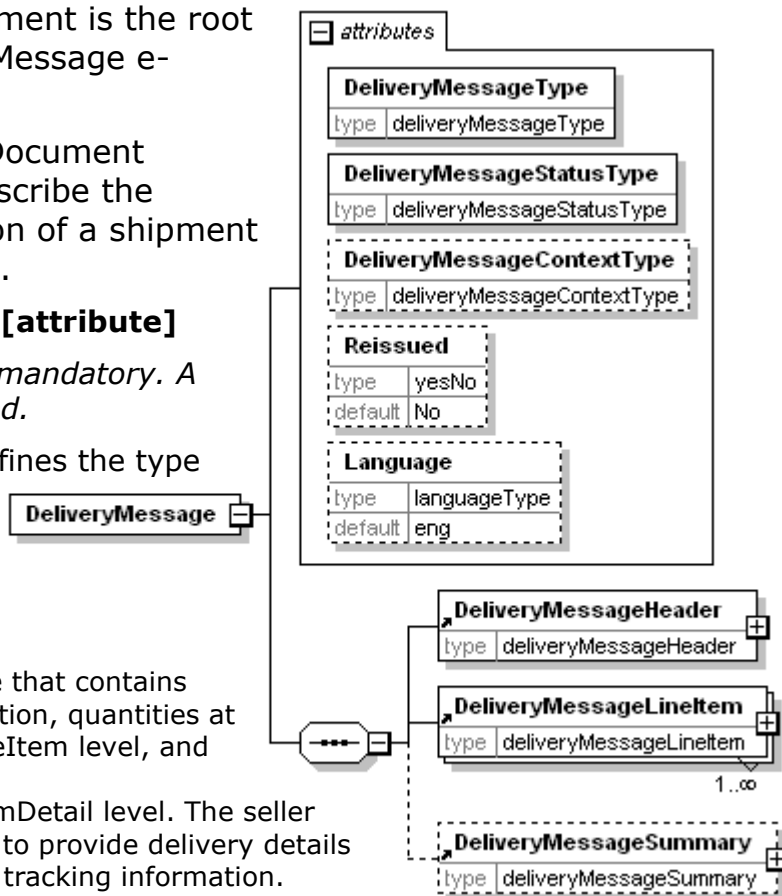 ment is the root
Message e-
Document
scribe the
on of a shipment
.
[attribute]
mandatory. A
d.
fines the type
e that contains
tion, quantities at
eItem level, and
mDetail level. The seller
to provide delivery details
tracking information.
DeliveryMessage
attributes
DeliveryMessageType
type deliveryMessageType
DeliveryMessageStatusType
type deliveryMessageStatusType
DeliveryMessageContextType
type deliveryMessageContextType
Reissued
type yesNo
default No
Language
type languageType
default eng
DeliveryMessageHeader
type deliveryMessageHeader
DeliveryMessageLineItem
type deliveryMessageLineItem
1..∞
DeliveryMessageSummary
type deliveryMessageSummary